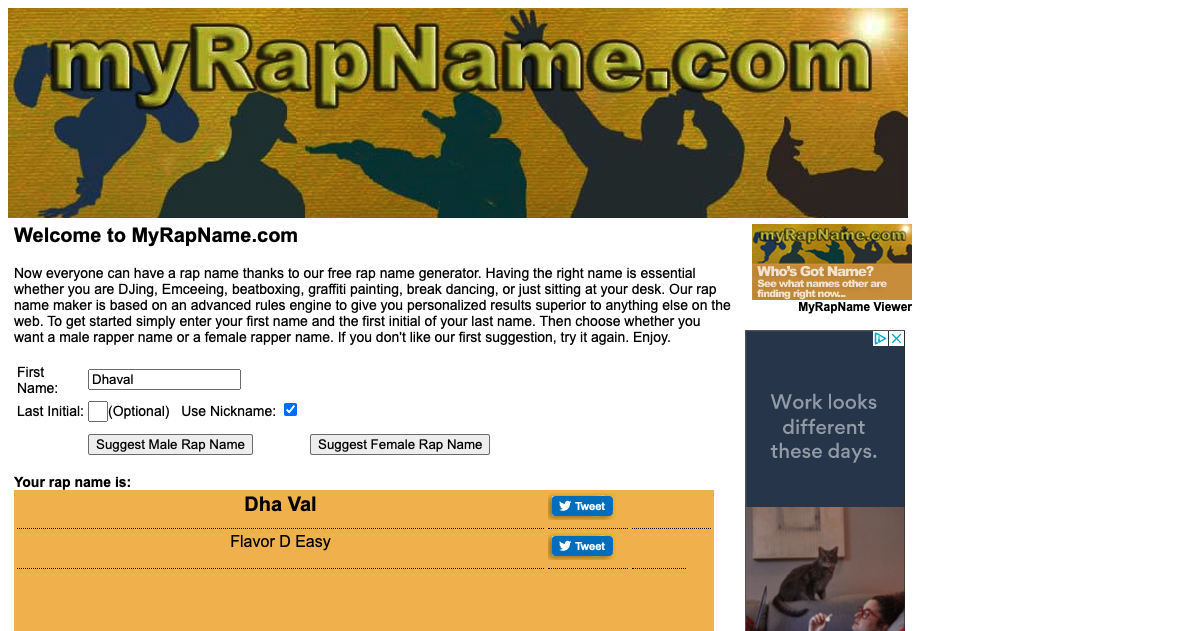 myRapName.com
Welcome to MyRapName.com
Now everyone can have a rap name thanks to our free rap name generator. Having the right name is essential
whether you are DJing, Emceeing, beatboxing, graffiti painting, break dancing, or just sitting at your desk. Our rap
name maker is based on an advanced rules engine to give you personalized results superior to anything else on the
web. To get started simply enter your first name and the first initial of your last name. Then choose whether you
want a male rapper name or a female rapper name. If you don't like our first suggestion, try it again. Enjoy.
First
Name:
Dhaval
Last Initial: (Optional) Use Nickname:
Suggest Male Rap Name Suggest Female Rap Name
Your rap name is:
Dha Val Tweet
Flavor D Easy Tweet
myRapName.com
Who's Got Name?
See what names other are
finding right now...
MyRapName Viewer
Work looks
different
these days.